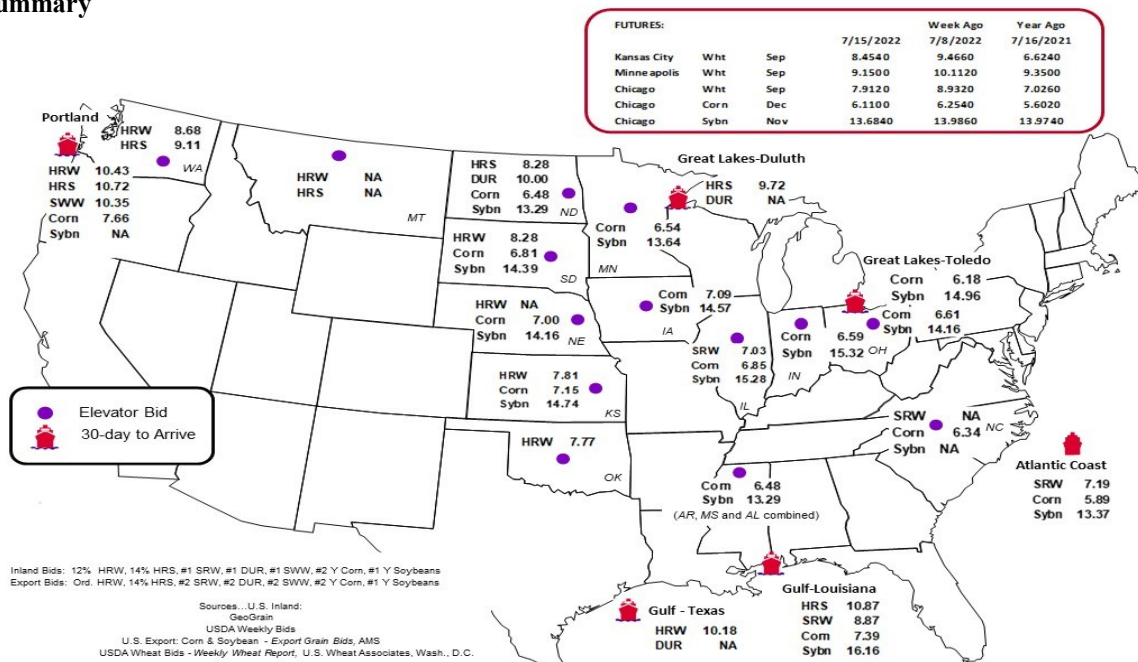 ummary
FUTURES: Week Ago Year Ago
7/15/2022 7/8/2022 7/16/2021
Kansas City Wht Sep 8.4540 9.4660 6.6240
Minneapolis Wht Sep 9.1500 10.1120 9.3500
Chicago Wht Sep 7.9120 8.9320 7.0260
Chicago Corn Dec 6.1100 6.2540 5.6020
Chicago Sybn Nov 13.6840 13.9860 13.9740
Portland
HRW 8.68
HRS 9.11
WA
HRW 10.43
HRS 10.72
SWW 10.35
Corn 7.66
Sybn NA
HRW NA
HRS NA
MT
HRS 8.28
DUR 10.00
Corn 6.48
Sybn 13.29
ND
HRW 8.28
Corn 6.81
Sybn 14.39
SD
HRW NA
Corn 7.00
Sybn 14.16
NE
HRW 7.81
Corn 7.15
Sybn 14.74
KS
HRW 7.77
OK
Great Lakes-Duluth
HRS 9.72
DUR NA
Corn 6.54
Sybn 13.64
MN
Corn 7.09
Sybn 14.57
IA
SRW 7.03
Corn 6.85
Sybn 15.28
IL
Great Lakes-Toledo
Corn 6.18
Sybn 14.96
Corn 6.61
Sybn 14.16
OH
Corn 6.59
Sybn 15.32
IN
SRW NA
Corn 6.34
Sybn NA
NC
Atlantic Coast
SRW 7.19
Corn 5.89
Sybn 13.37
Corn 6.48
Sybn 13.29
(AR, MS and AL combined)
Elevator Bid
30-day to Arrive
Gulf - Texas
HRW 10.18
DUR NA
Gulf-Louisiana
HRS 10.87
SRW 8.87
Corn 7.39
Sybn 16.16
Inland Bids: 12% HRW, 14% HRS, #1 SRW, #1 DUR, #1 SWW, #2 Y Corn, #1 Y Soybeans
Export Bids: Ord. HRW, 14% HRS, #2 SRW, #2 DUR, #2 SWW, #2 Y Corn, #1 Y Soybeans
Sources...U.S. Inland:
GeoGrain
USDA Weekly Bids
U.S. Export: Corn & Soybean - Export Grain Bids, AMS
USDA Wheat Bids - Weekly Wheat Report, U.S. Wheat Associates, Wash., D.C.